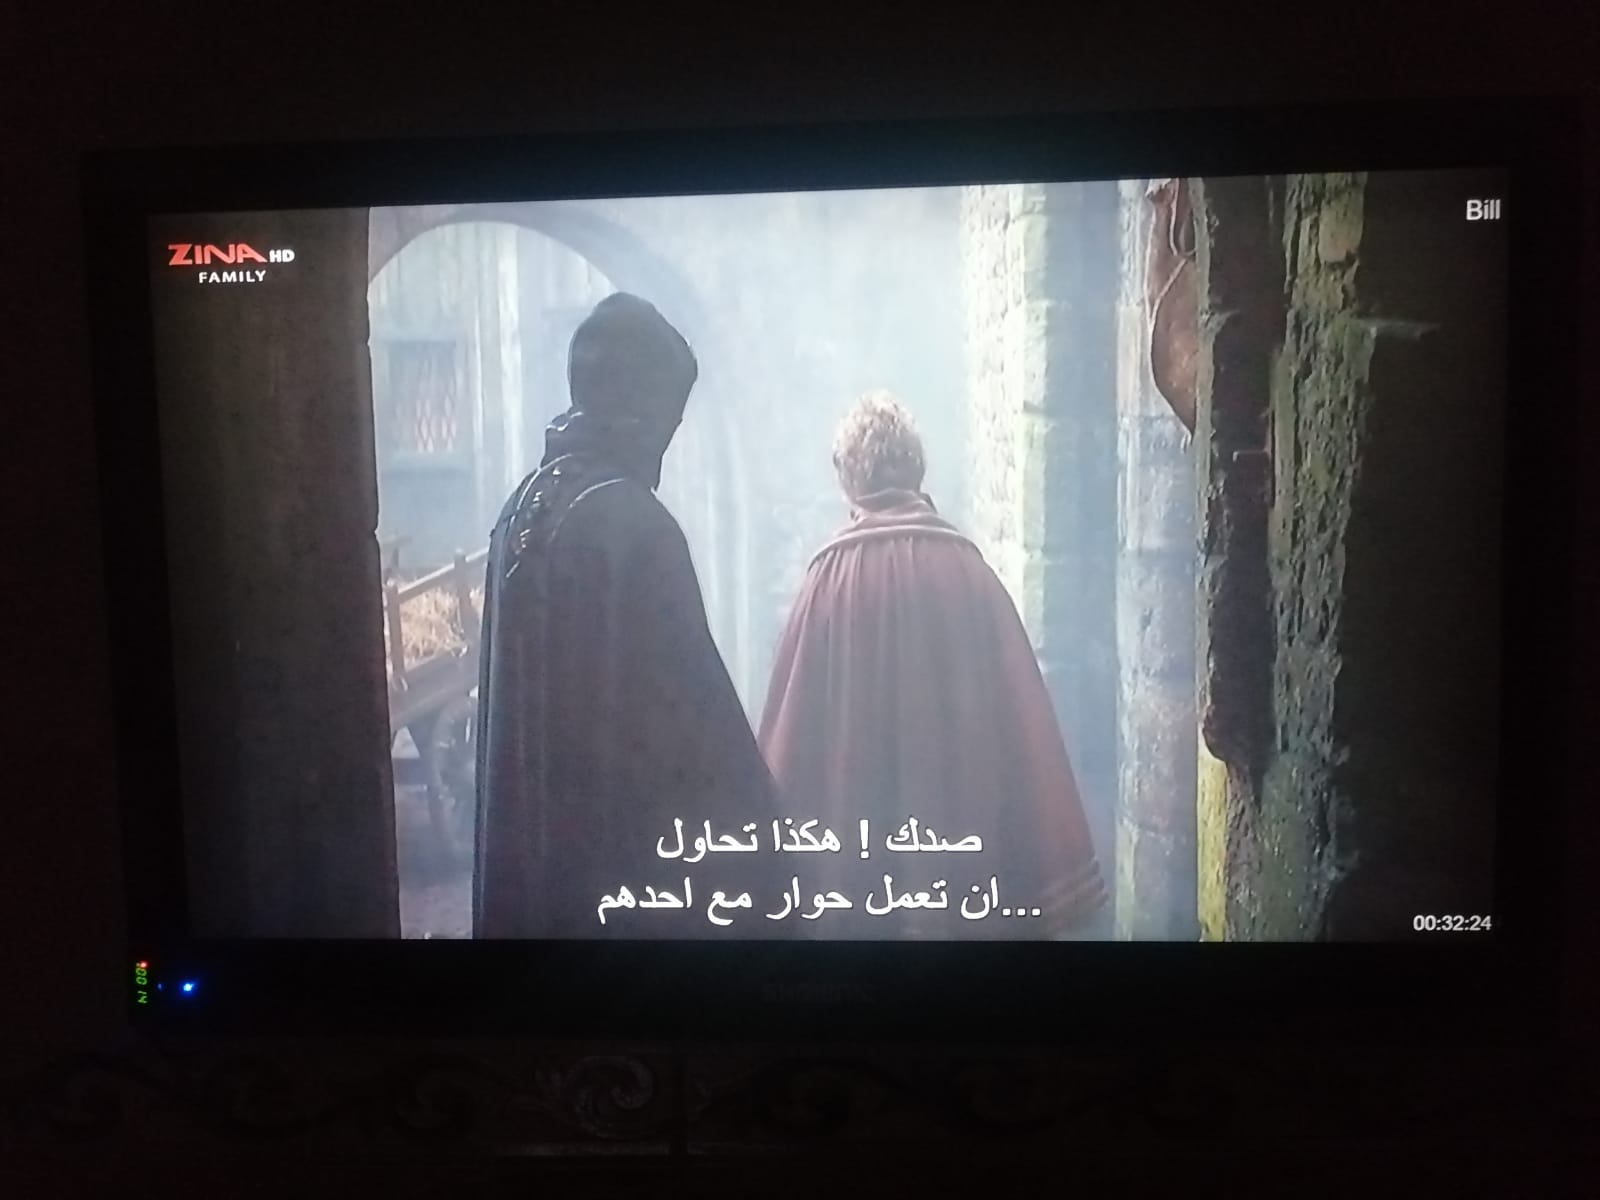 ZINA HD
FAMILY
Bill
صدك ! هكذا تحاول
...ان تعمل حوار مع احدهم
00:32:24